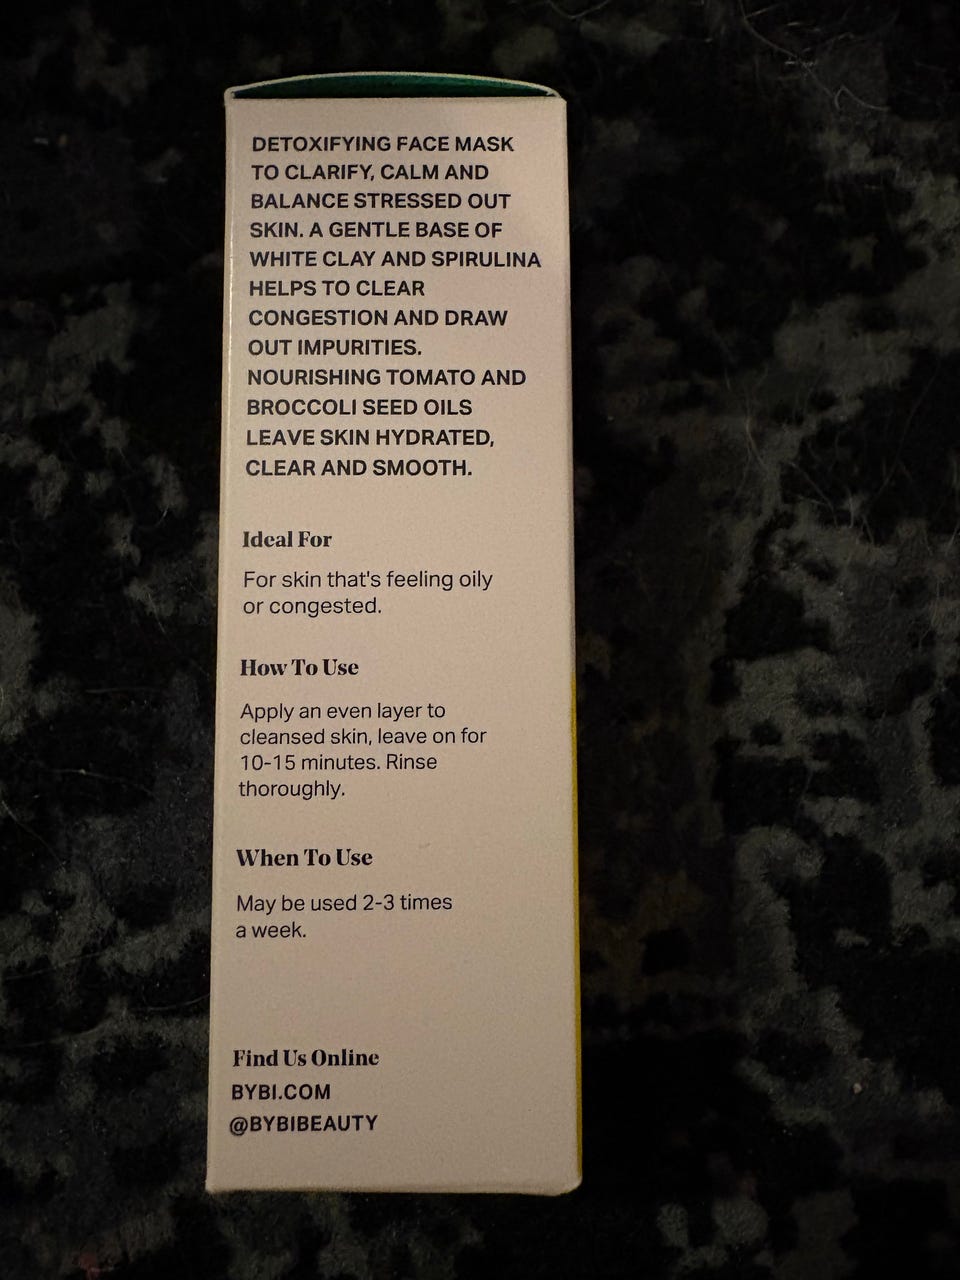 DETOXIFYING FACE MASK
TO CLARIFY, CALM AND
BALANCE STRESSED OUT
SKIN. A GENTLE BASE OF
WHITE CLAY AND SPIRULINA
HELPS TO CLEAR
CONGESTION AND DRAW
OUT IMPURITIES.
NOURISHING TOMATO AND
BROCCOLI SEED OILS
LEAVE SKIN HYDRATED,
CLEAR AND SMOOTH.
Ideal For
For skin that's feeling oily
or congested.
How To Use
Apply an even layer to
cleansed skin, leave on for
10-15 minutes. Rinse
thoroughly.
When To Use
May be used 2-3 times
a week.
Find Us Online
BYBI.COM
@BYBIBEAUTY